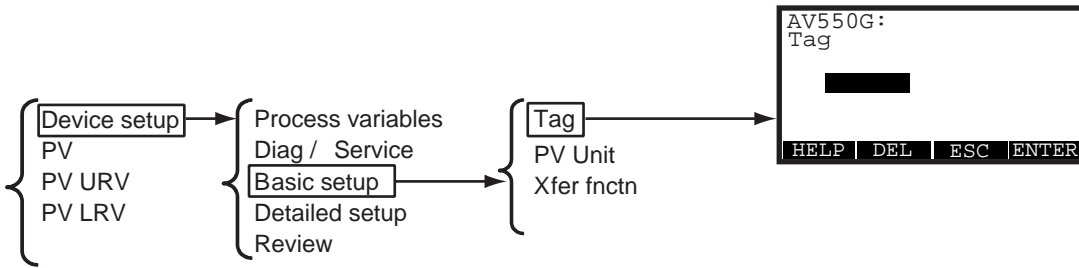 Device setup
PV
PV URV
PV LRV
Process variables
Diag / Service
Basic setup
Detailed setup
Review
Tag
PV Unit
Xfer fnctn
AV550G:
Tag
HELP DEL ESC ENTER